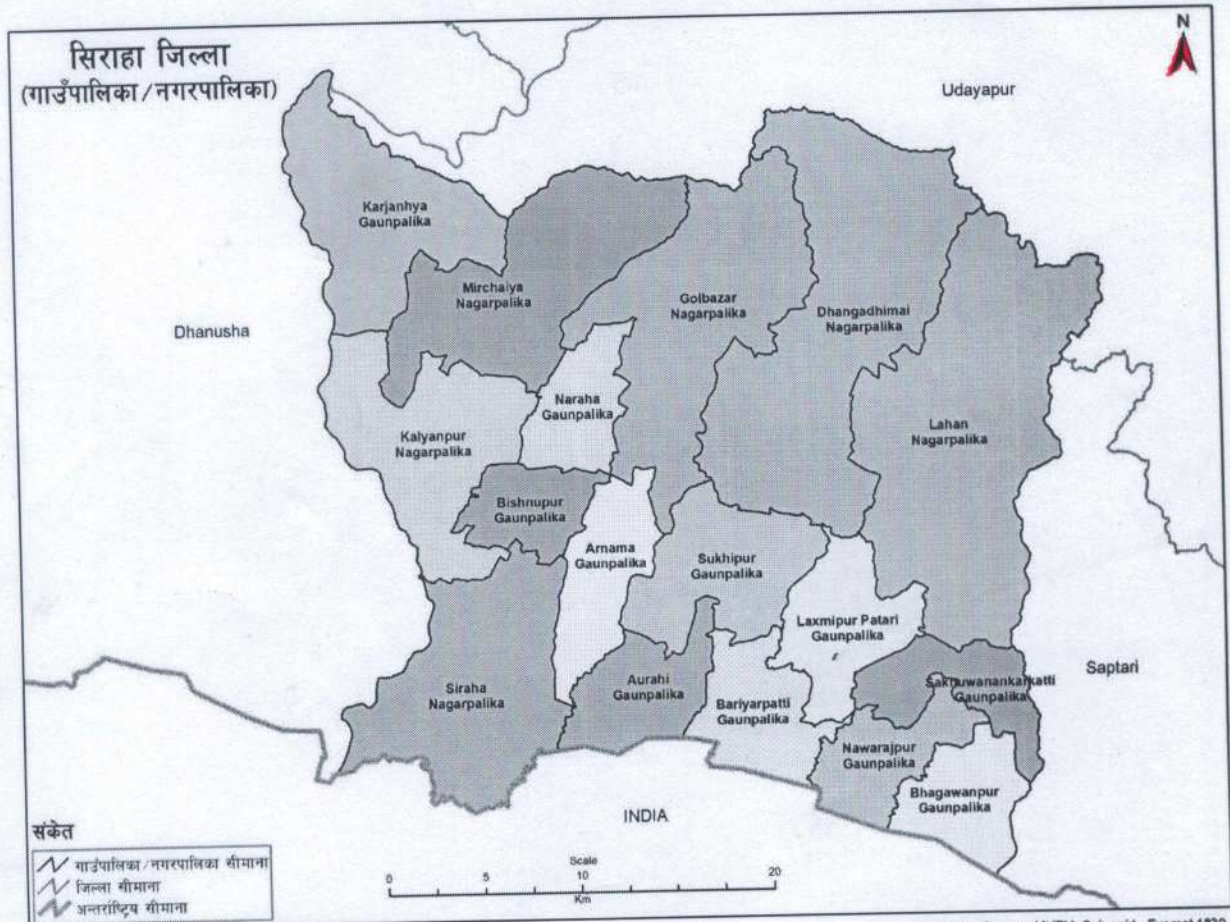 सिराहा जिल्ला
(गाउँपालिका/नगरपालिका)
N
Udayapur
Karjanhya
Gaunpalika
Mirchaiya
Nagarpalika
Golbazar
Nagarpalika
Dhangadhimai
Nagarpalika
Dhanusha
Naraha
Gaunpalika
Lahan
Nagarpalika
Kalyanpur
Nagarpalika
Bishnupur
Gaunpalika
Arnama
Gaunpalika
Sukhipur
Gaunpalika
Laxmipur Patari
Gaunpalika
Saptari
Siraha
Nagarpalika
Aurahi
Gaunpalika
Bariyarpatti
Gaunpalika
Gaunpalika
Nawarajpur
Gaunpalika
Bhagawanpur
Gaunpalika
INDIA
संकेत
गाउँपालिका/नगरपालिका सीमाना
जिल्ला सीमाना
अन्तर्राष्ट्रिय सीमाना
Scale
0 5 10 20
Km